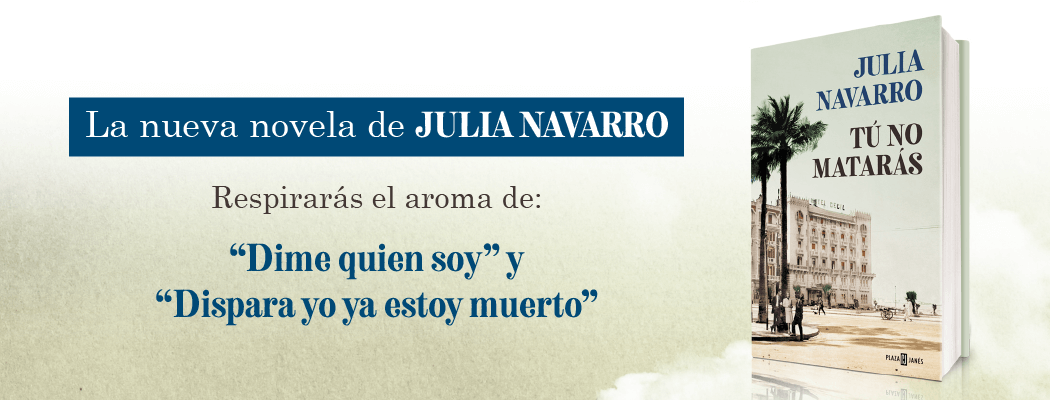 La nueva novela de JULIA NAVARRO
Respirarás el aroma de:
“Dime quien soy” y
“Dispara yo ya estoy muerto”
JULIA
NAVARRO
TÚ NO
MATARÁS
PLAZA JANÉS